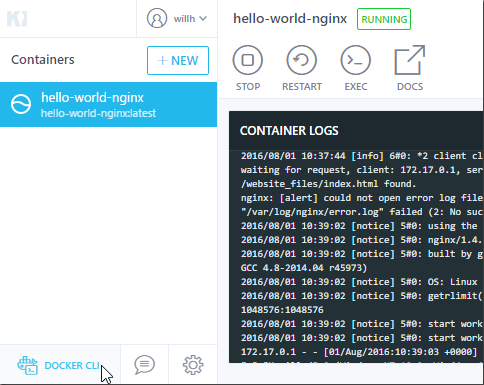 willh
Containers
+ NEW
hello-world-nginx
hello-world-nginx:latest
DOCKER CLI
hello-world-nginx
RUNNING
STOP
RESTART
EXEC
DOCS
CONTAINER LOGS
2016/08/01 10:37:44 [info] 6#0: *2 client cl
waiting for request, client: 172.17.0.1, ser
/website_files/index.html found.
nginx: [alert] could not open error log file
"/var/log/nginx/error.log" failed (2: No suc
2016/08/01 10:39:02 [notice] 5#0: using the
2016/08/01 10:39:02 [notice] 5#0: nginx/1.4.
2016/08/01 10:39:02 [notice] 5#0: built by g
GCC 4.8-2014.04 r45973)
2016/08/01 10:39:02 [notice] 5#0: OS: Linux
2016/08/01 10:39:02 [notice] 5#0: getrlimit(
1048576:1048576
2016/08/01 10:39:02 [notice] 5#0: start work
2016/08/01 10:39:02 [notice] 5#0: start work
172.17.0.1 - - [01/Aug/2016:10:39:03 +0000]